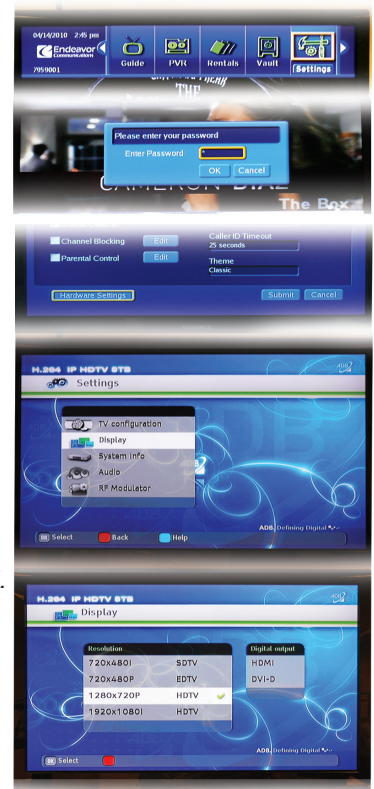 04/14/2010 2:45 pm
Endeavor
Communications
7959001
Guide
PVR
Rentals
Vault
Settings
THE
Please enter your password
Enter Password
*
OK Cancel
CAMERON DIAZ
The Box
Channel Blocking Edit
Parental Control Edit
Caller ID Timeout
25 seconds
Theme
Classic
Hardware Settings
Submit Cancel
H.264 IP HDTV STB
ADB
Settings
TV configuration
Display
System info
Audio
RF Modulator
ADB, Defining Digital
OK Select
Back
Help
H.264 IP HDTV STB
ADB
Display
Resolution
720x480I SDTV
720x480P EDTV
1280x720P HDTV
1920x1080I HDTV
Digital output
HDMI
DVI-D
ADB, Defining Digital
OK Select